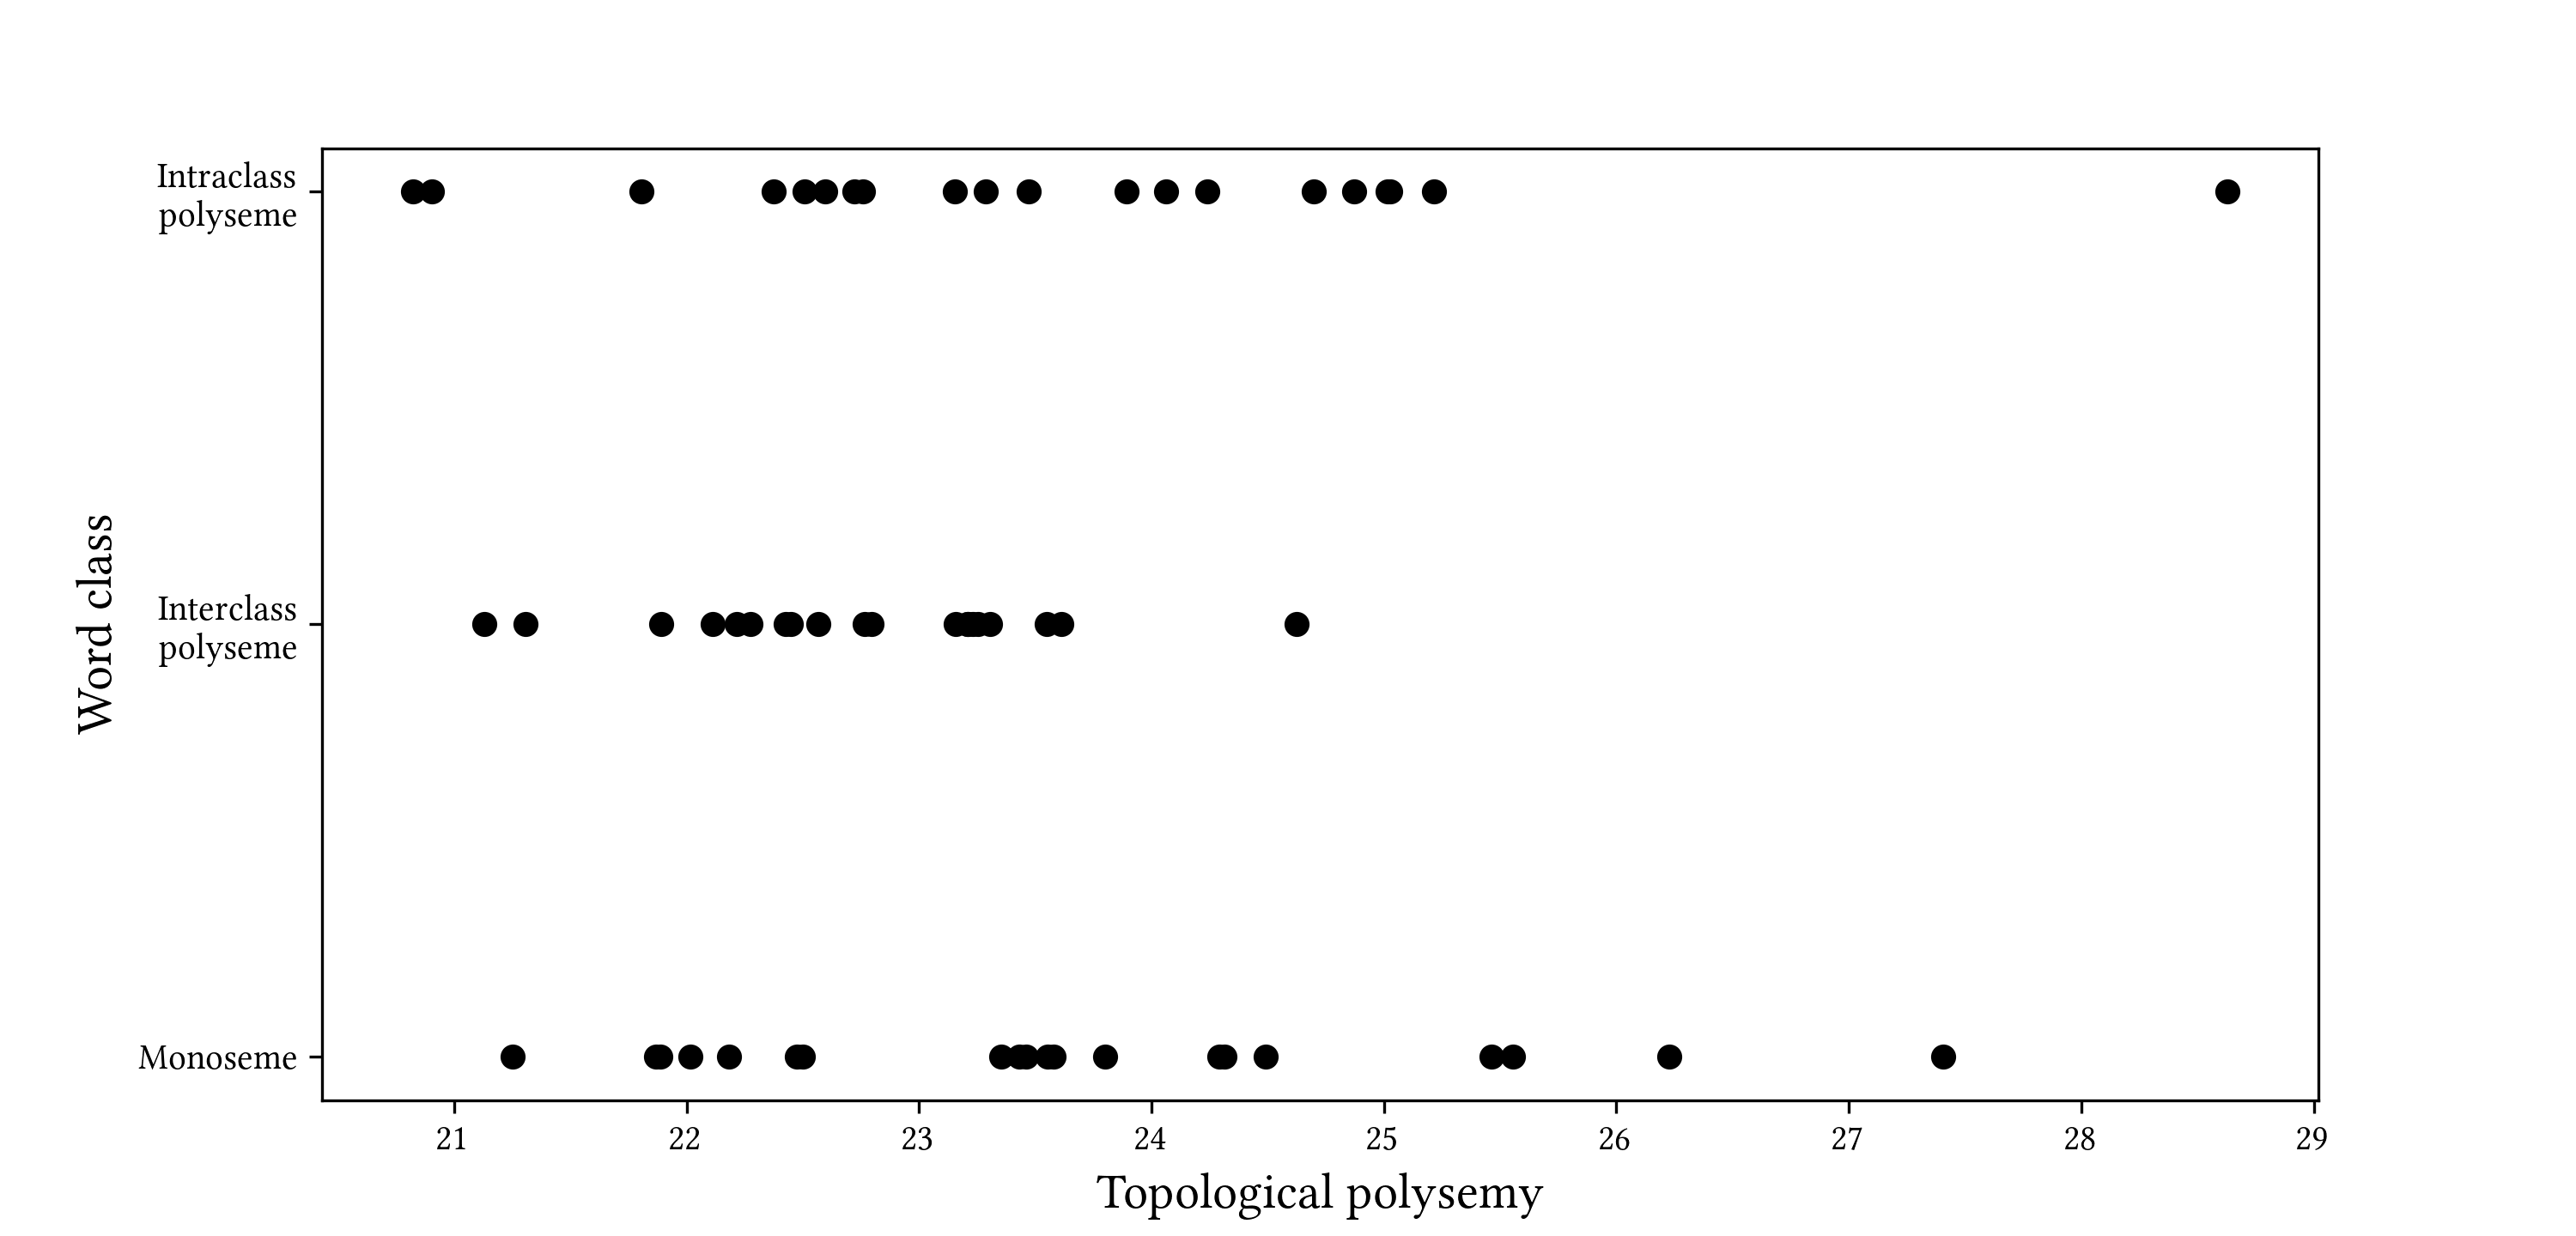 Intraclass
polyseme
Interclass
polyseme
Monoseme
Word class
21 22 23 24 25 26 27 28 29
Topological polysemy